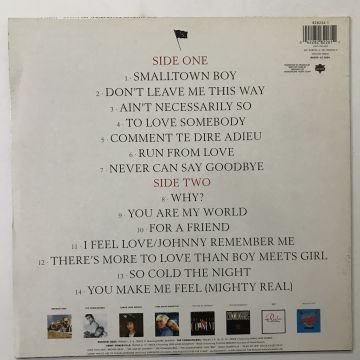 SIDE ONE
1 · SMALLTOWN BOY
2 · DON'T LEAVE ME THIS WAY
3 · AIN'T NECESSARILY SO
4 · TO LOVE SOMEBODY
5 · COMMENT TE DIRE ADIEU
6 · RUN FROM LOVE
7 · NEVER CAN SAY GOODBYE
SIDE TWO
8 · WHY?
9 · YOU ARE MY WORLD
10 · FOR A FRIEND
11 · I FEEL LOVE/JOHNNY REMEMBER ME
12 · THERE'S MORE TO LOVE THAN BOY MEETS GIRL
13 · SO COLD THE NIGHT
14 · YOU MAKE ME FEEL (MIGHTY REAL)